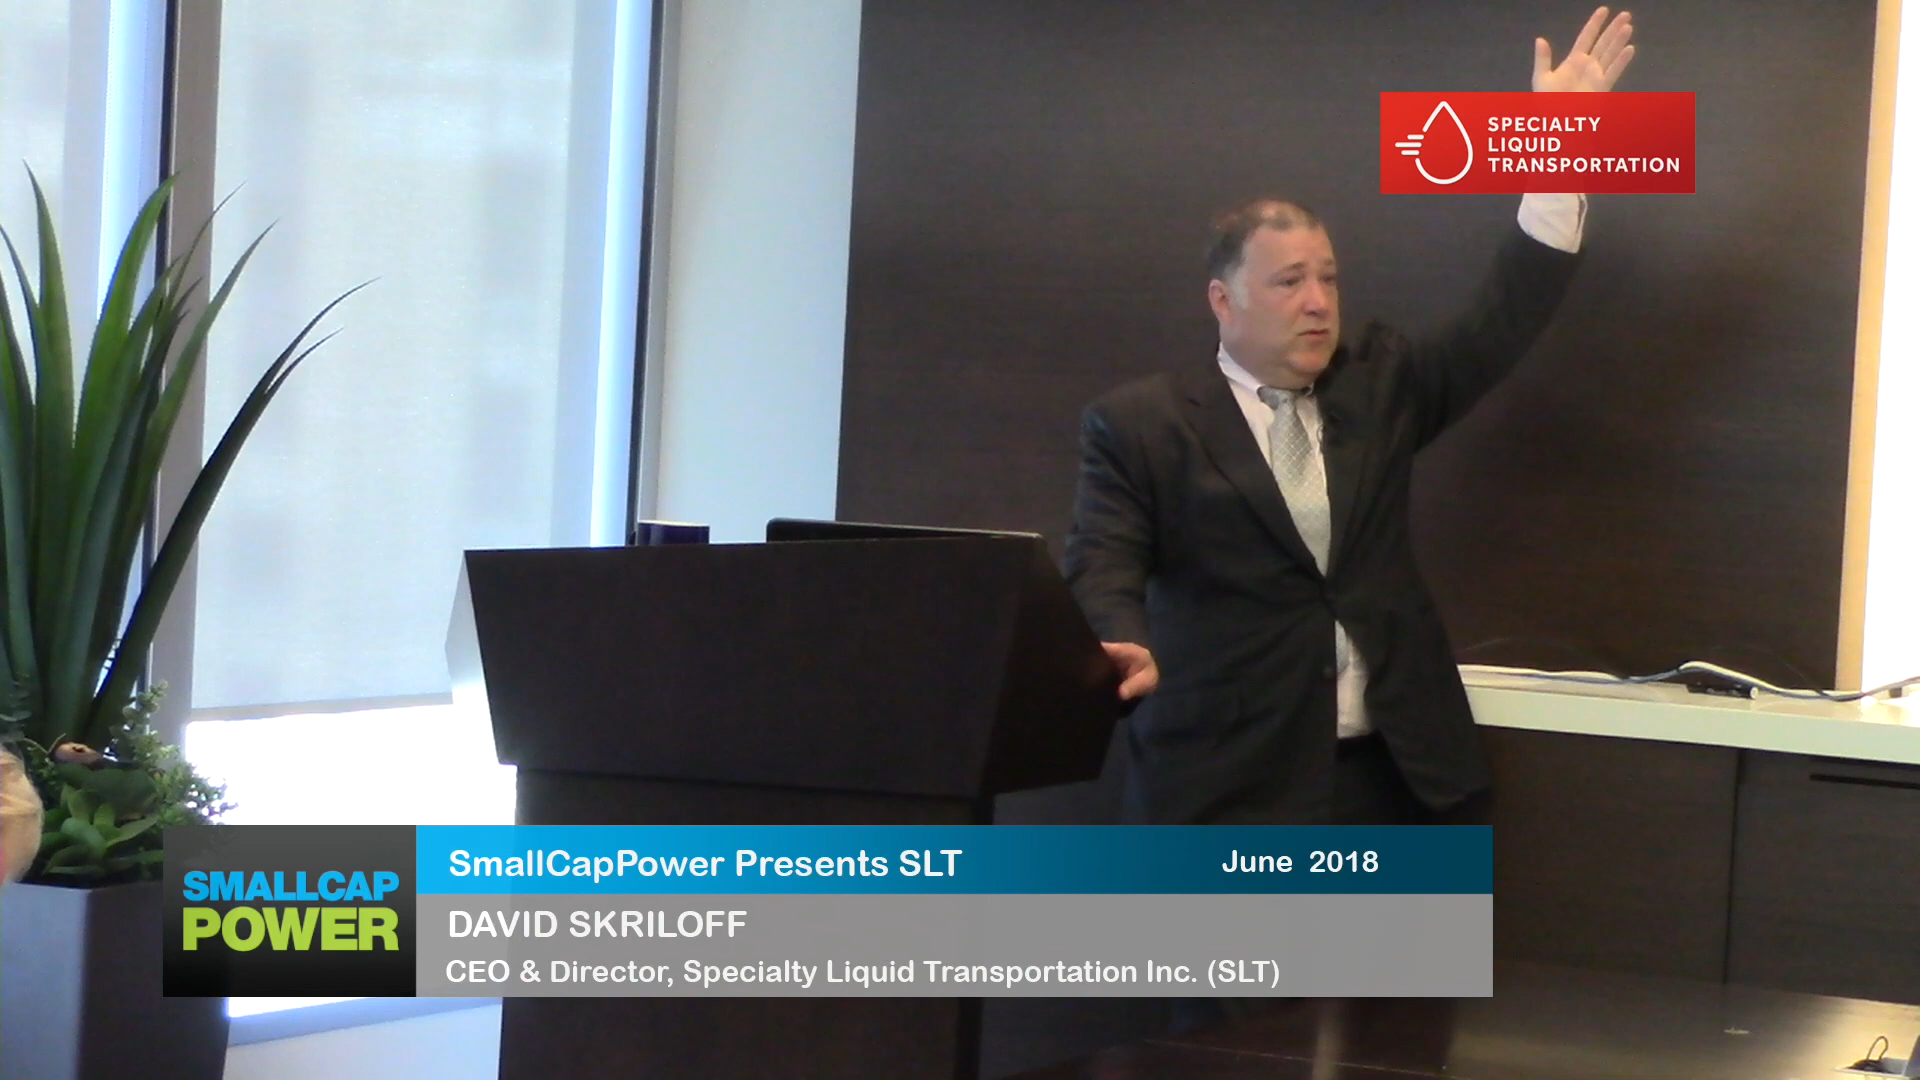 SPECIALTY
LIQUID
TRANSPORTATION
SMALLCAP
POWER
SmallCapPower Presents SLT
June 2018
DAVID SKRILOFF
CEO & Director, Specialty Liquid Transportation Inc. (SLT)